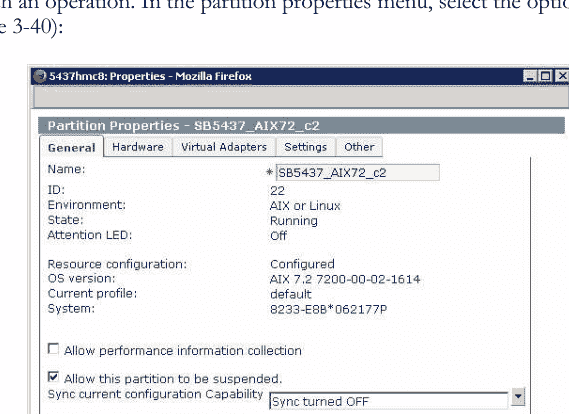 an operation. In the partition properties menu, select the
3-40):
5437hmc8: Properties - Mozilla Firefox
Partition Properties - SB5437_AIX72_c2
General Hardware Virtual Adapters Settings Other
Name: * SB5437_AIX72_c2
ID: 22
Environment: AIX or Linux
State: Running
Attention LED: Off
Resource configuration: Configured
OS version: AIX 7.2 7200-00-02-1614
Current profile: default
System: 8233-E8B*062177P
Allow performance information collection
Allow this partition to be suspended.
Sync current configuration Capability Sync turned OFF